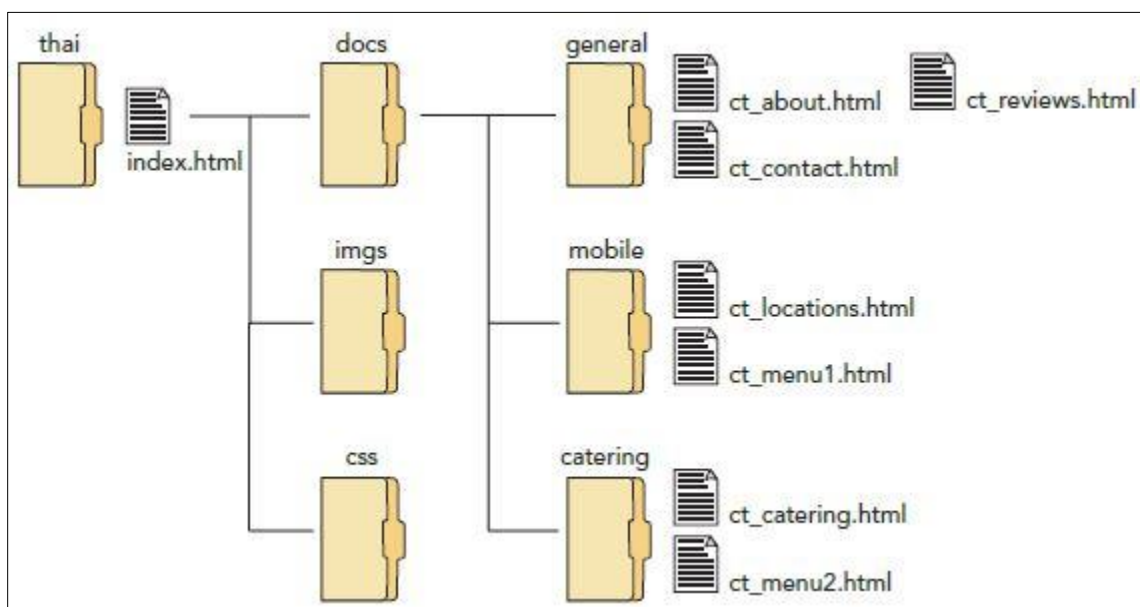 thai
docs
general
index.html
ct_about.html
ct_reviews.html
ct_contact.html
imgs
mobile
ct_locations.html
ct_menu1.html
css
catering
ct_catering.html
ct_menu2.html